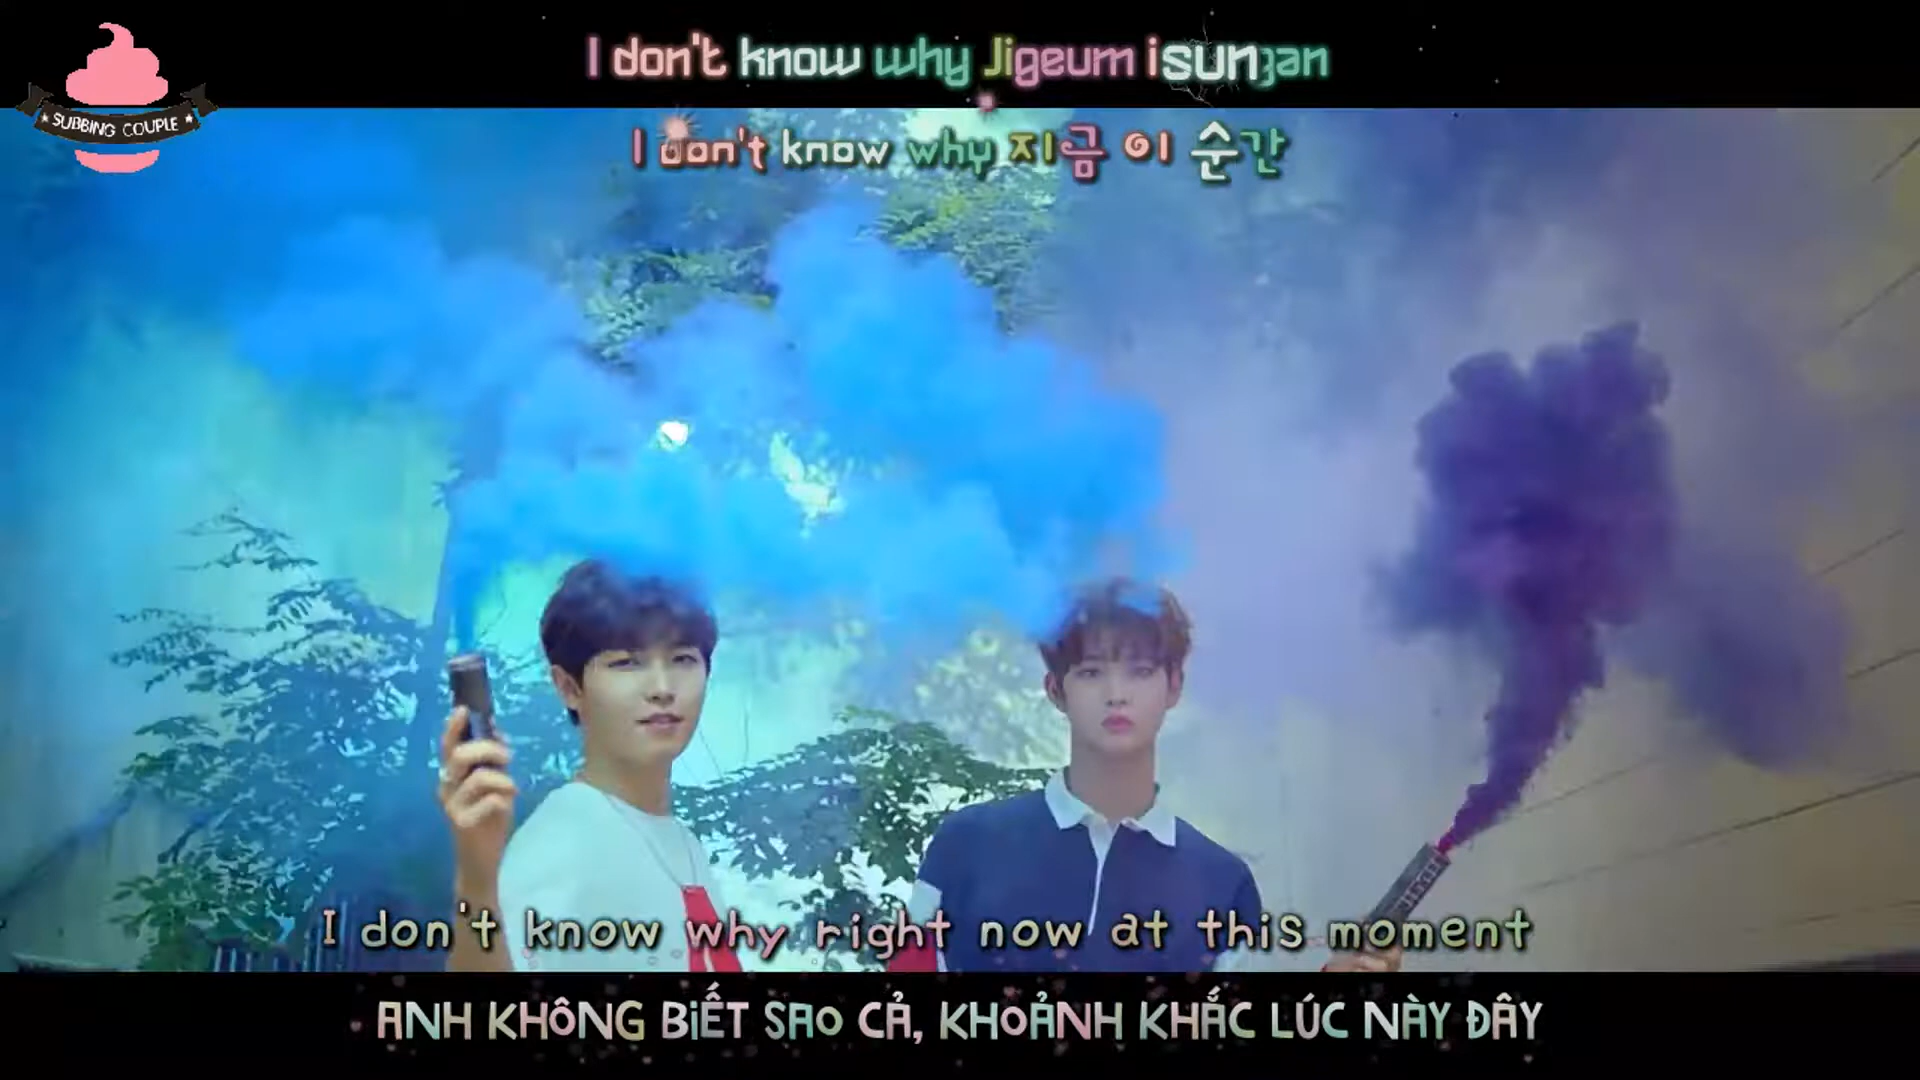 I don't know why Jigeum isungan
SUBBING COUPLE
I don't know why 지금 이 순간
I don't know why right now at this moment
ANH KHÔNG BIẾT SAO CẢ, KHOẢNH KHẮC LÚC NÀY ĐÂY